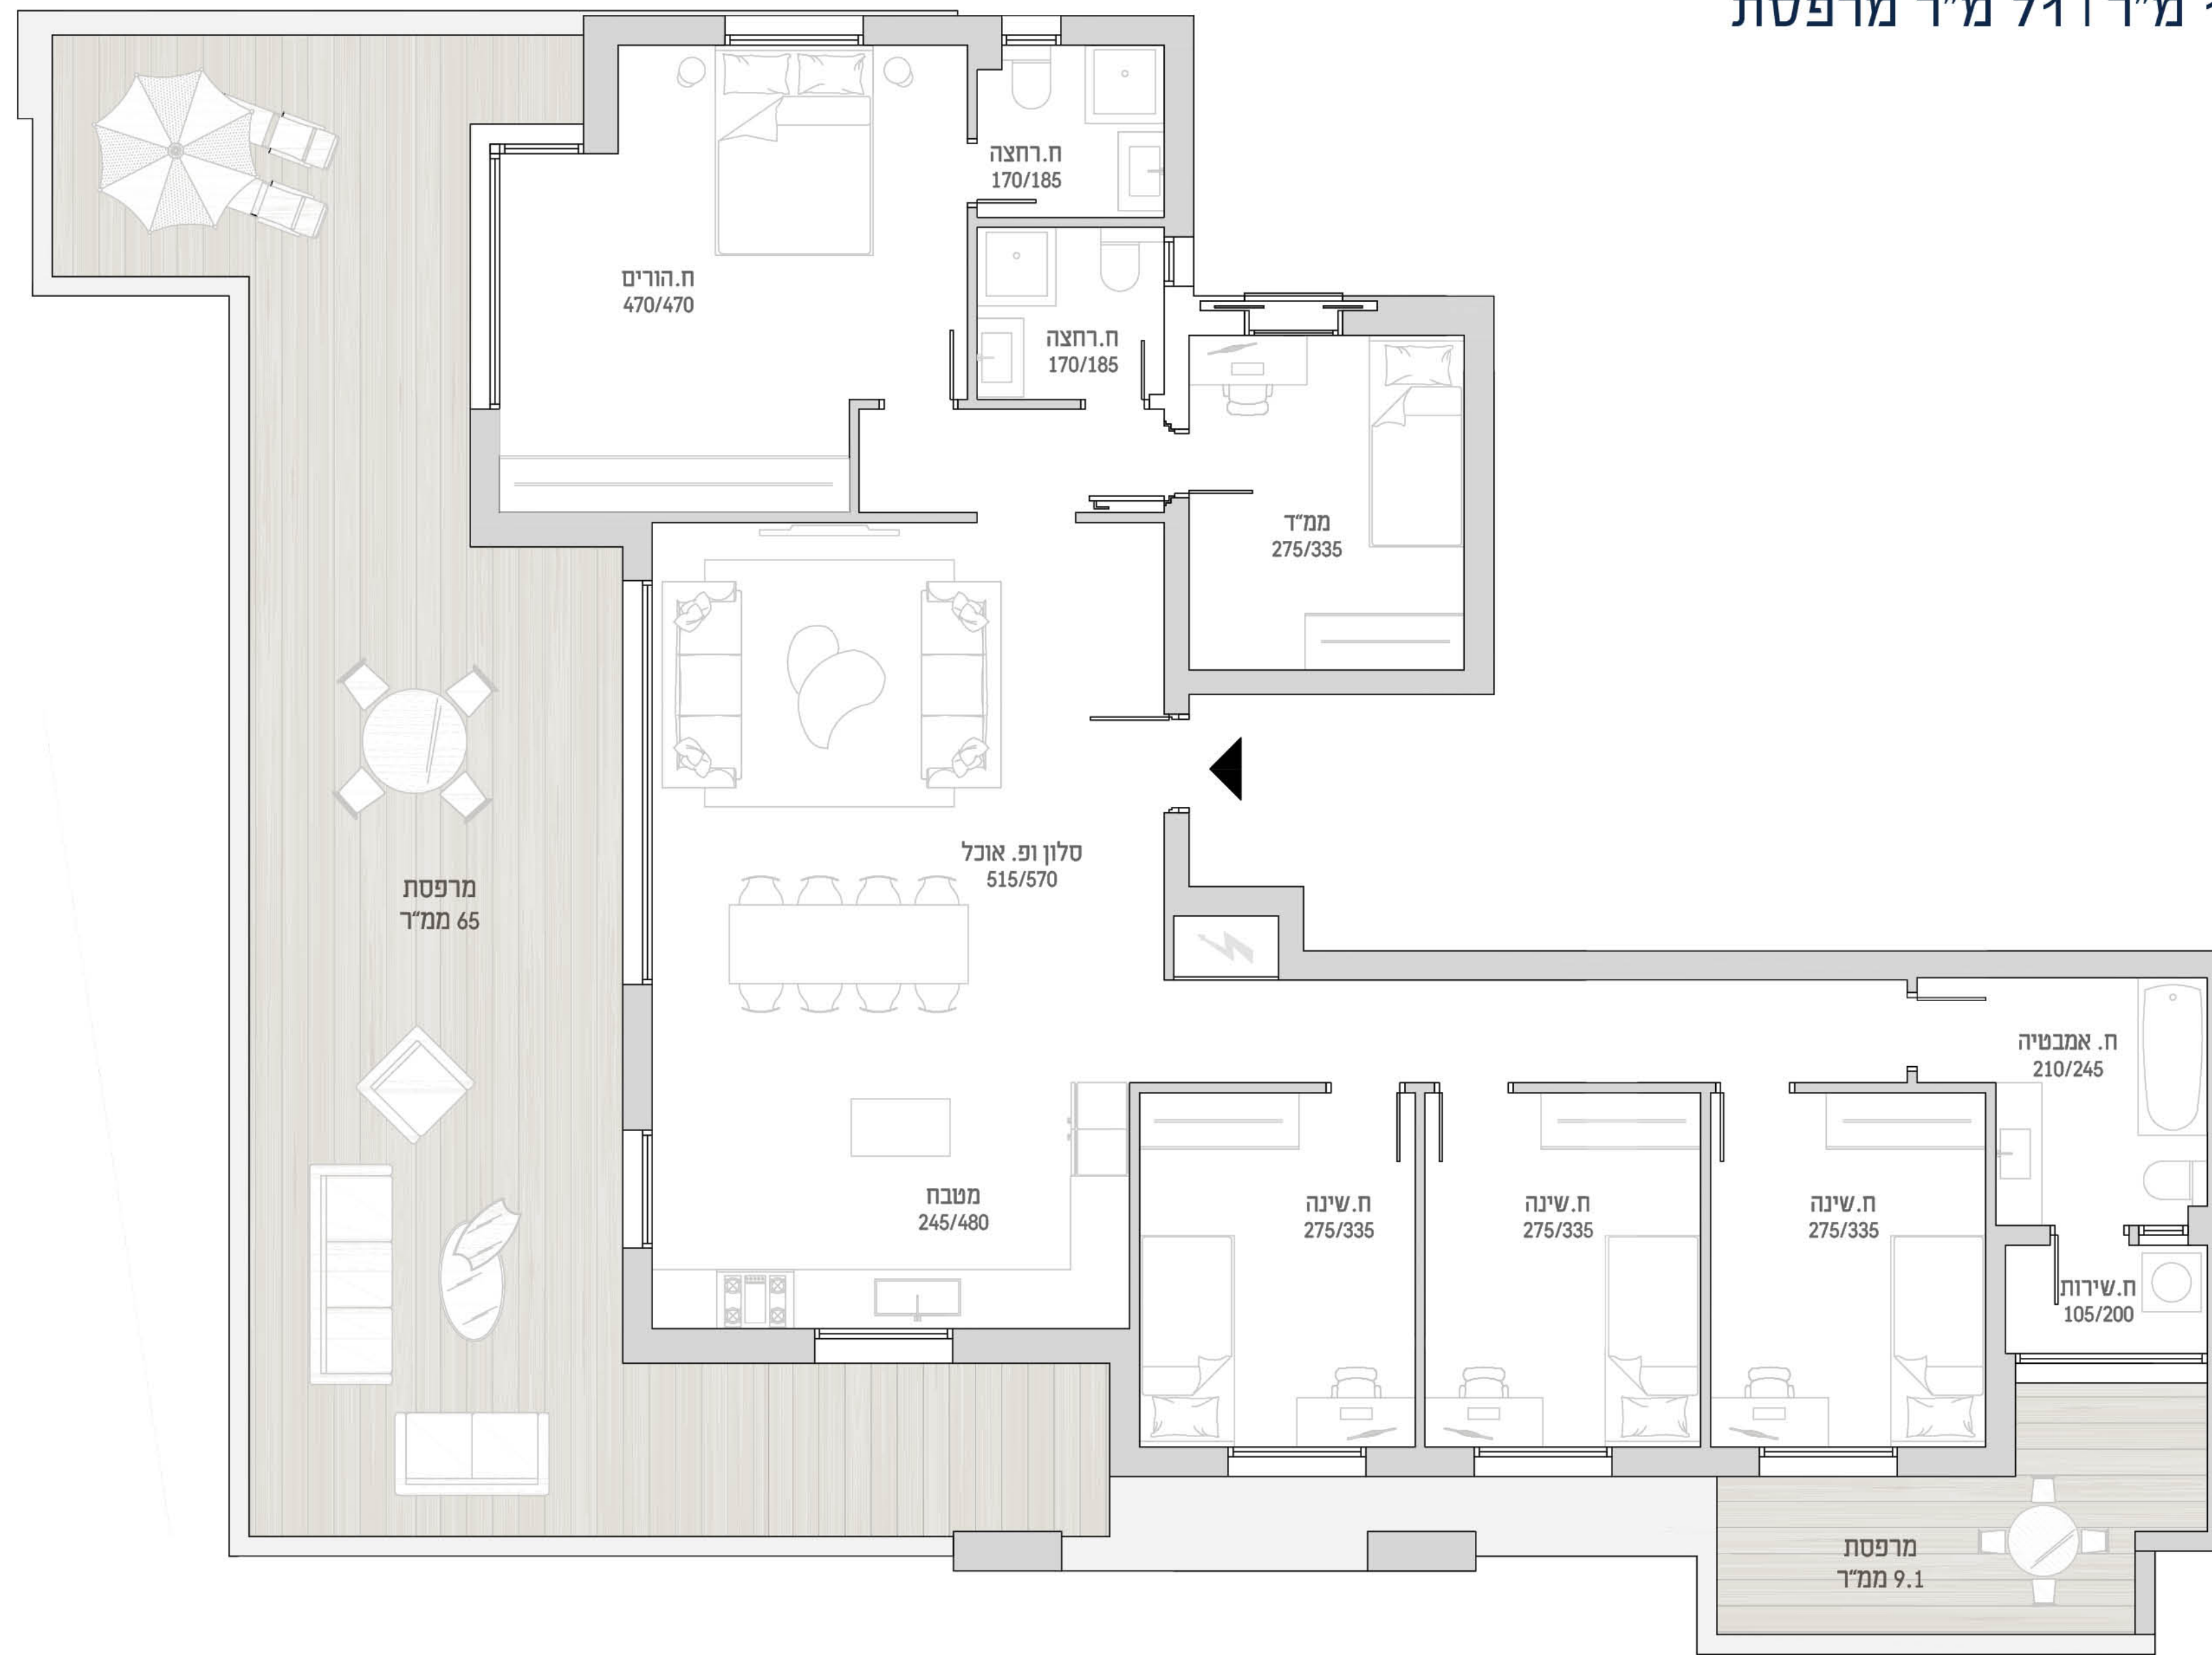 מ״ר | 71 מ״ר מרפסת
ח.רחצה
170/185
ח.הורים
470/470
ח.רחצה
170/185
ממ״ד
275/335
סלון ופ. אוכל
515/570
מרפסת
65 ממ״ר
ח. אמבטיה
210/245
מטבח
245/480
ח.שינה
275/335
ח.שינה
275/335
ח.שינה
275/335
ח.שירות
105/200
מרפסת
9.1 ממ״ר